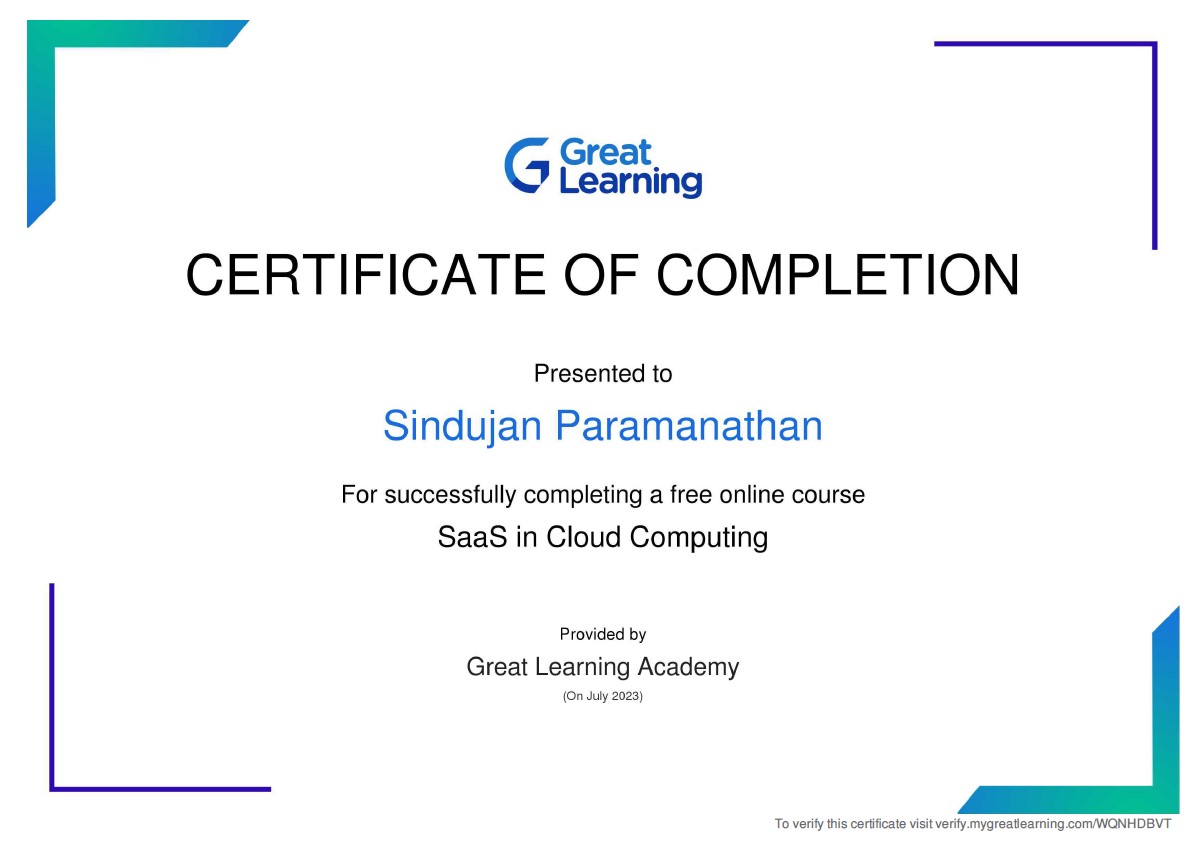 Great
Learning
CERTIFICATE OF COMPLETION
Presented to
Sindujan Paramanathan
For successfully completing a free online course
SaaS in Cloud Computing
Provided by
Great Learning Academy
(On July 2023)
To verify this certificate visit verify.mygreatlearning.com/WQNHDBVT